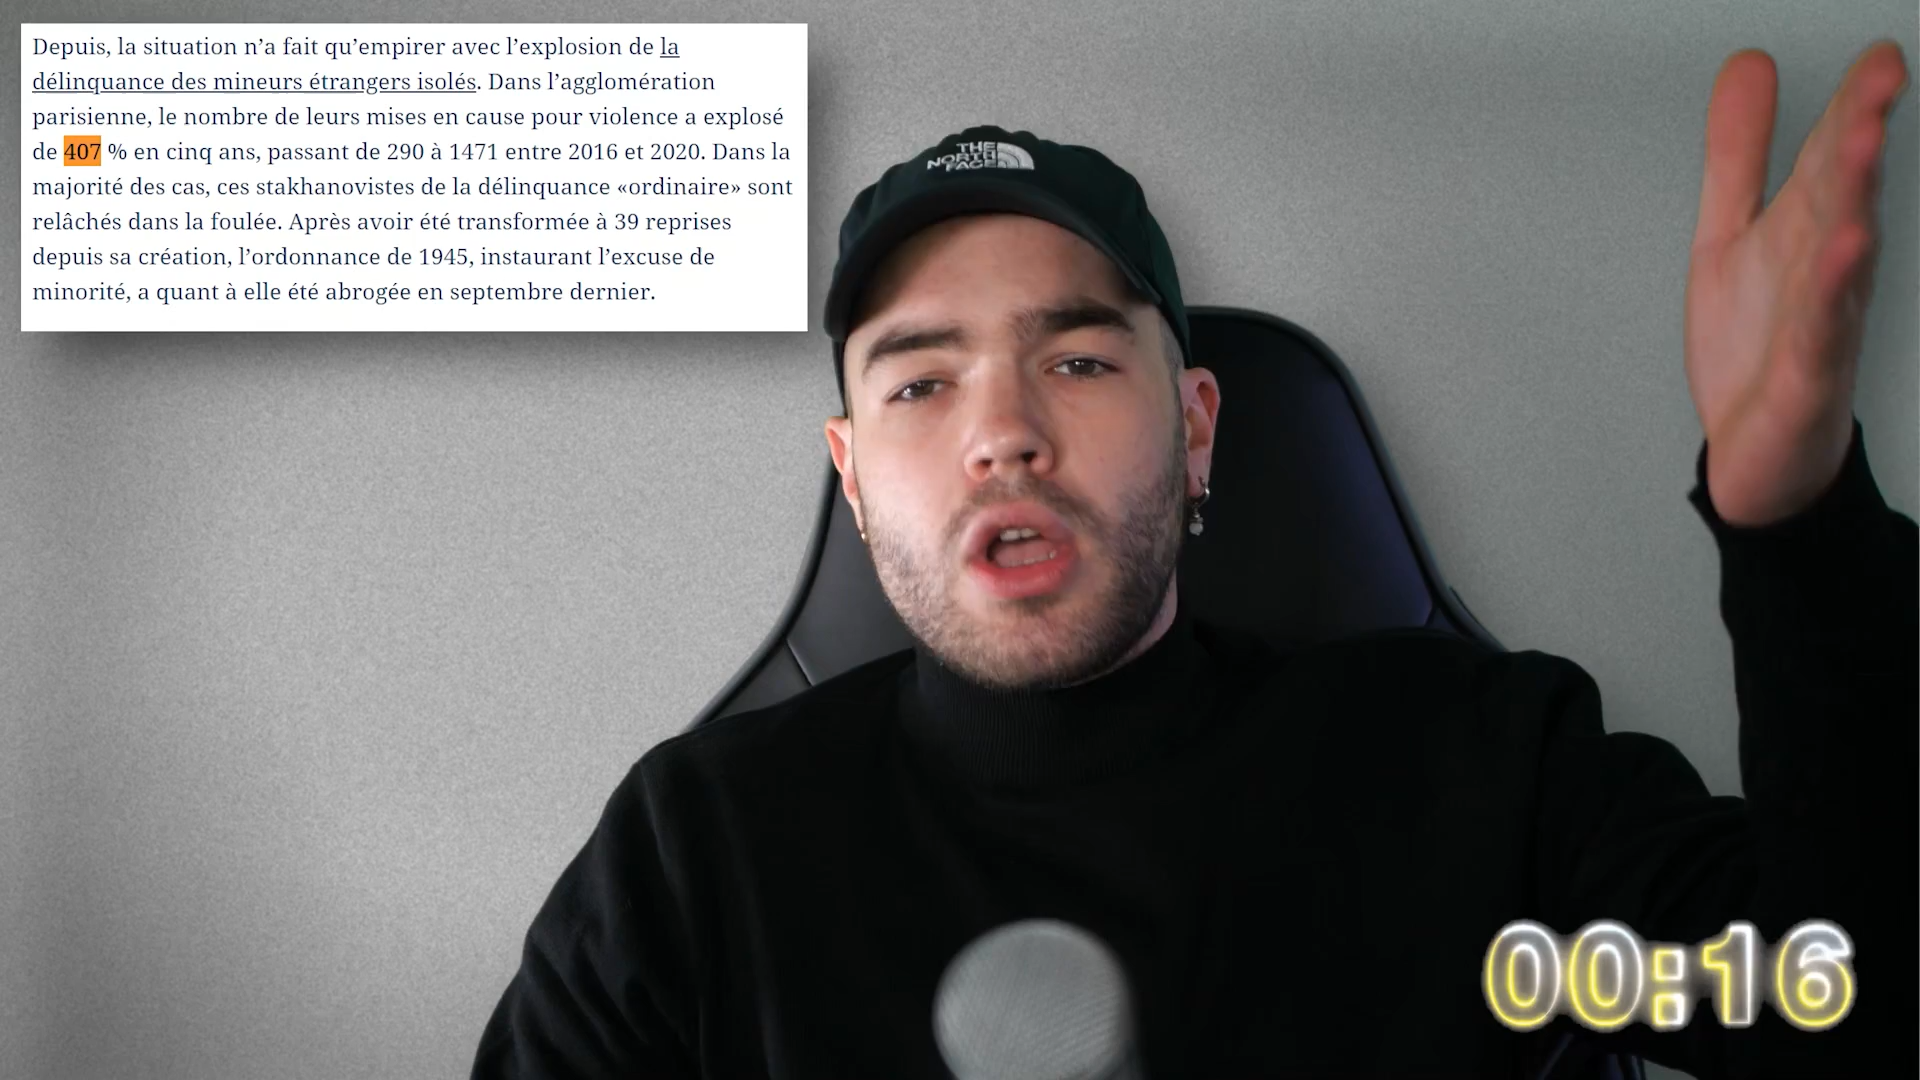 Depuis, la situation n’a fait qu’empirer avec l’explosion de la
délinquance des mineurs étrangers isolés. Dans l’agglomération
parisienne, le nombre de leurs mises en cause pour violence a explosé
de 407 % en cinq ans, passant de 290 à 1471 entre 2016 et 2020. Dans la
majorité des cas, ces stakhanovistes de la délinquance «ordinaire» sont
relâchés dans la foulée. Après avoir été transformée à 39 reprises
depuis sa création, l’ordonnance de 1945, instaurant l’excuse de
minorité, a quant à elle été abrogée en septembre dernier.
THE
NORTH
FACE
00:16